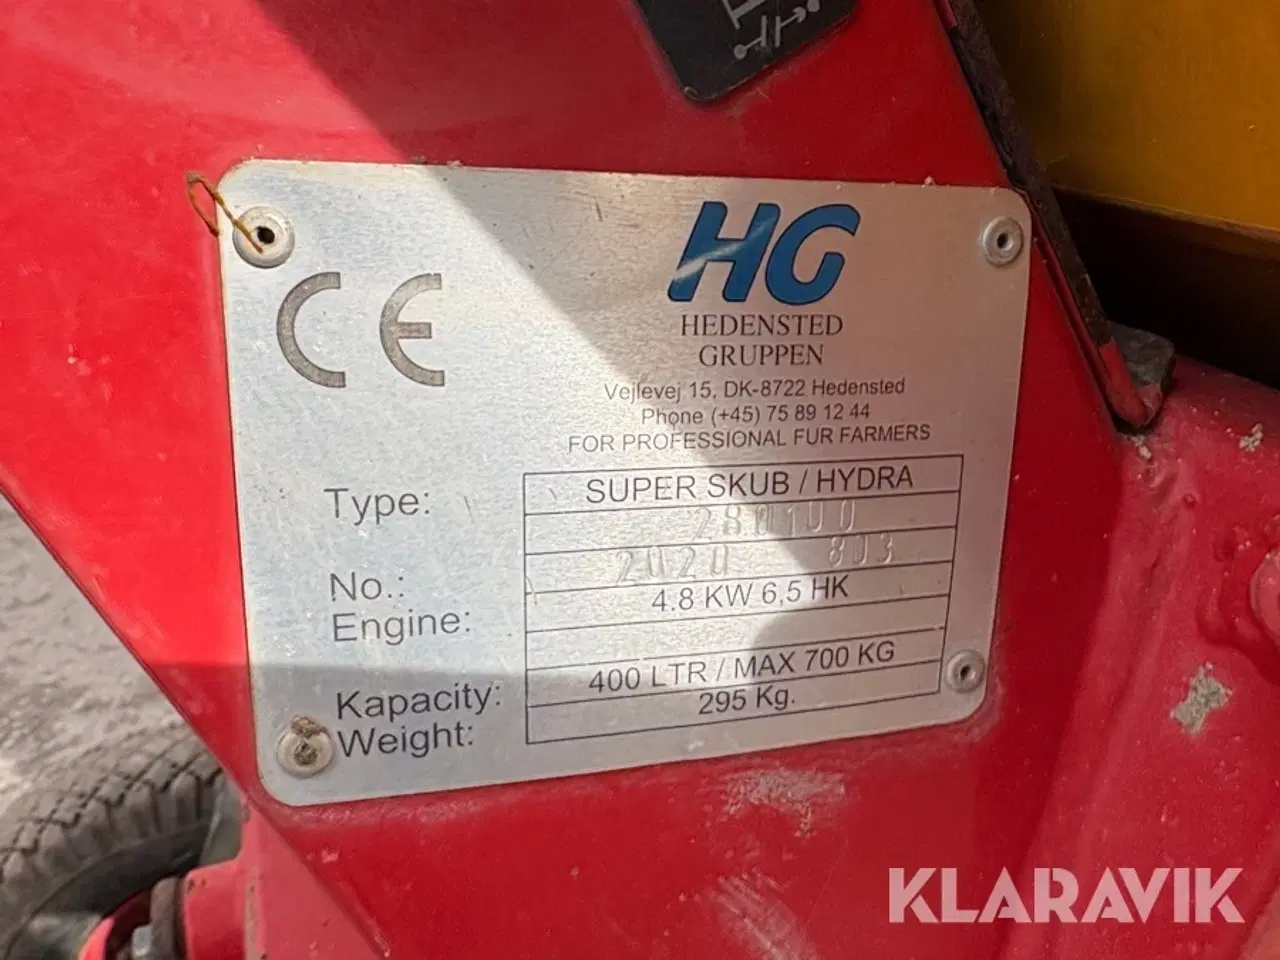 CE
HG
HEDENSTED
GRUPPEN
Vejlevej 15, DK-8722 Hedensted
Phone (+45) 75 89 12 44
FOR PROFESSIONAL FUR FARMERS
Type: SUPER SKUB / HYDRA
280100
No.: 2020 803
Engine: 4.8 KW 6,5 HK
Kapacity: 400 LTR / MAX 700 KG
Weight: 295 Kg.
KLARAVIK